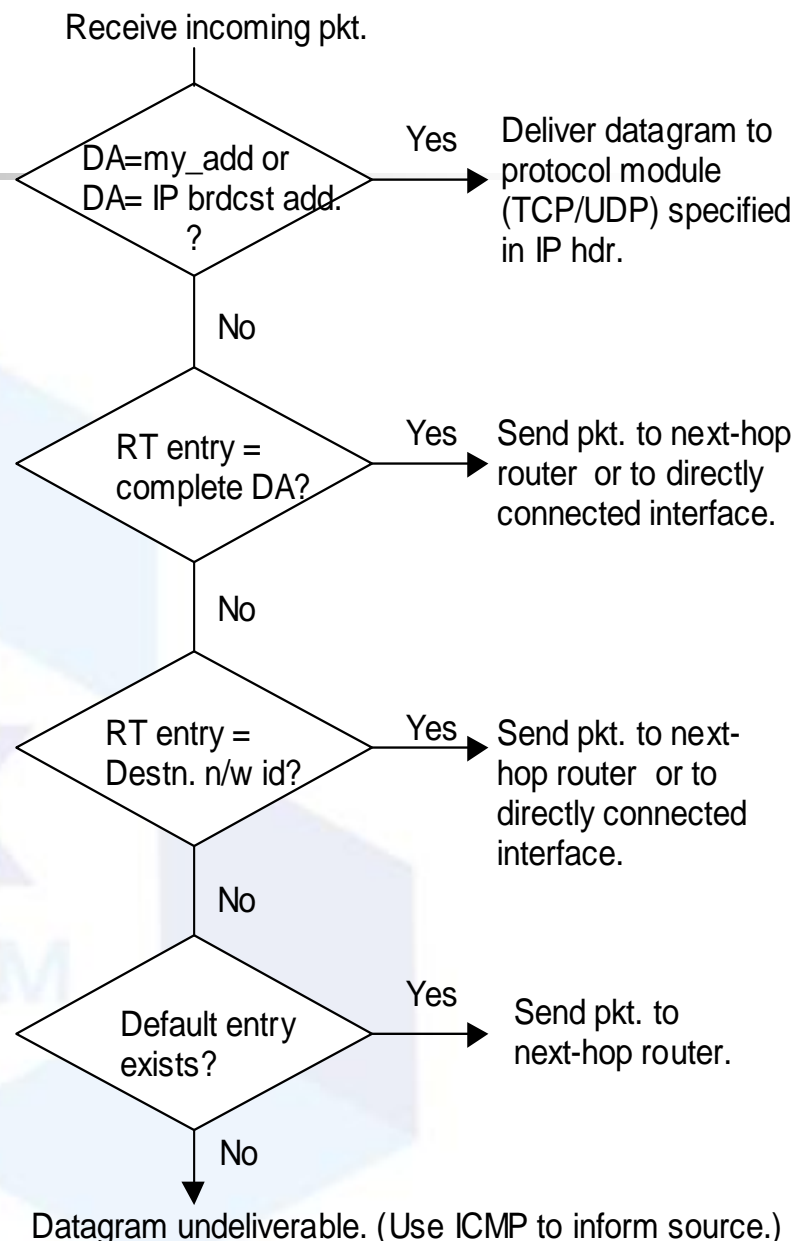 Receive incoming pkt.
DA=my_add or
DA= IP brdcst add.
?
Yes
Deliver datagram to
protocol module
(TCP/UDP) specified
in IP hdr.
No
RT entry =
complete DA?
Yes
Send pkt. to next-hop
router or to directly
connected interface.
No
RT entry =
Destn. n/w id?
Yes
Send pkt. to next-
hop router or to
directly connected
interface.
No
Default entry
exists?
Yes
Send pkt. to
next-hop router.
No
Datagram undeliverable. (Use ICMP to inform source.)